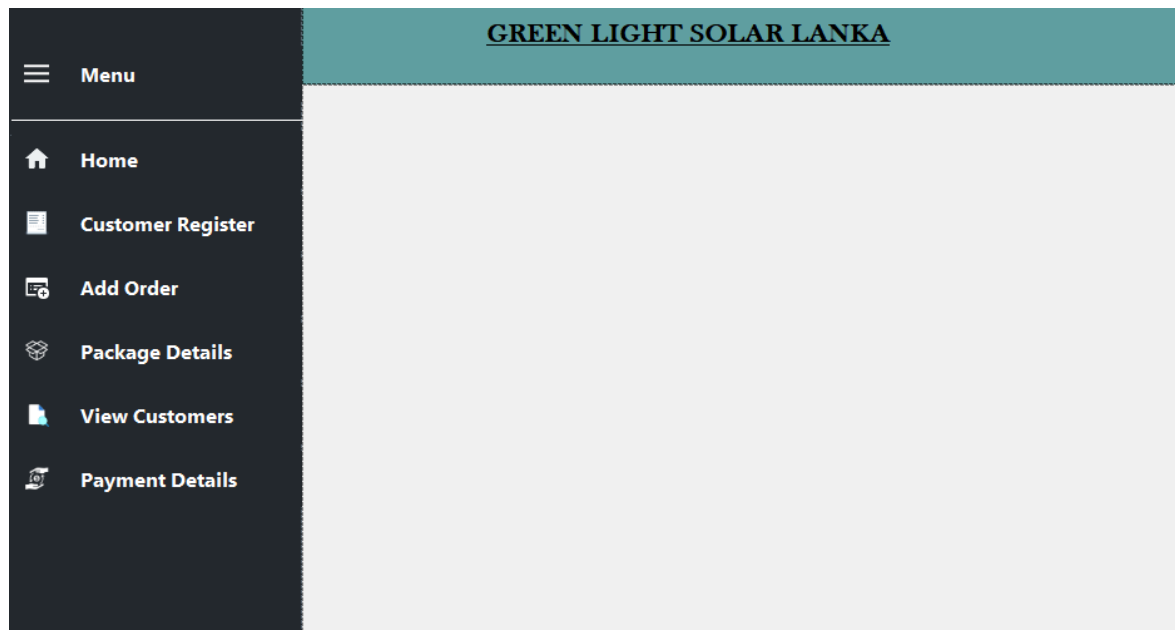 GREEN LIGHT SOLAR LANKA
Menu
Home
Customer Register
Add Order
Package Details
View Customers
Payment Details